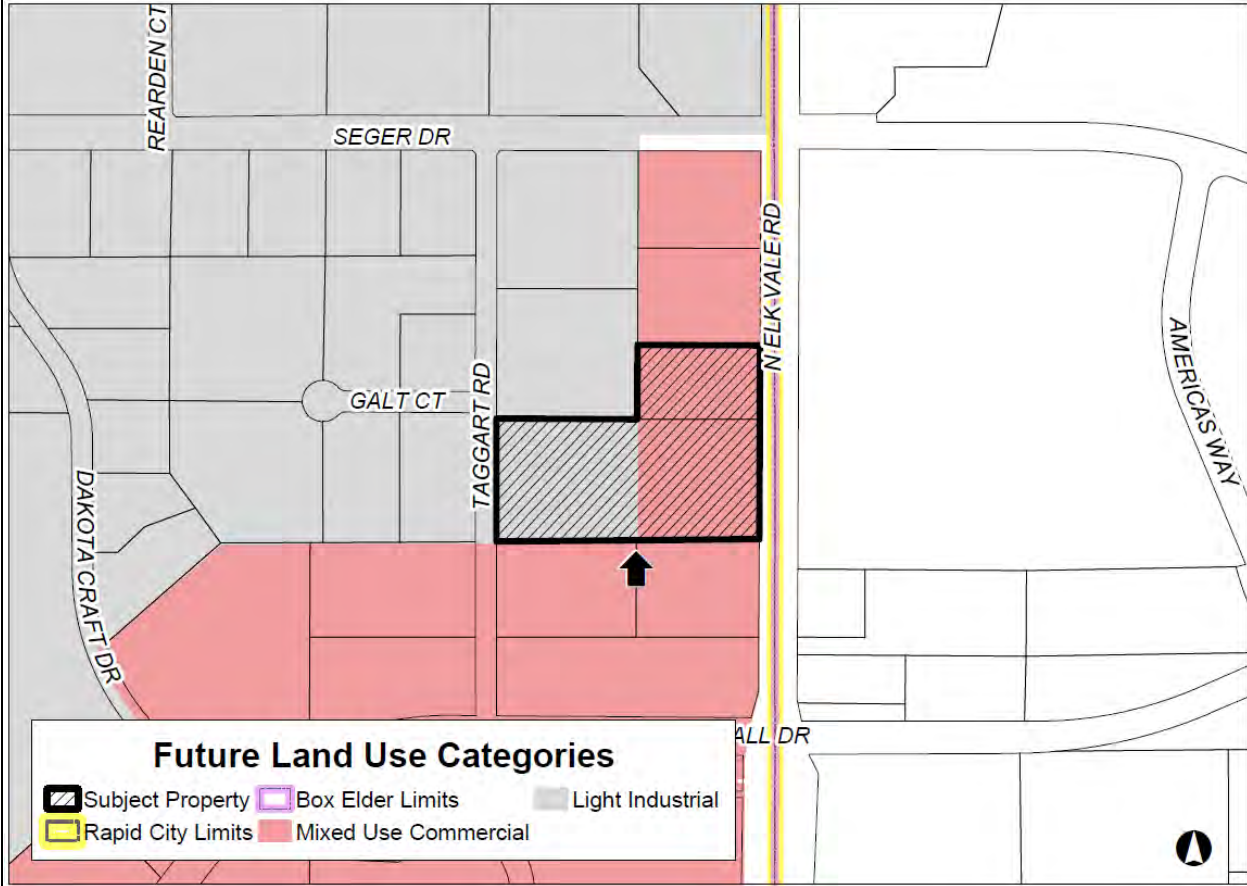 REARDEN CT
SEGER DR
N ELK VALE RD
AMERICAS WAY
TAGGART RD
GALT CT
DAKOTA CRAFT DR
ALL DR
Future Land Use Categories
Subject Property Box Elder Limits Light Industrial
Rapid City Limits Mixed Use Commercial